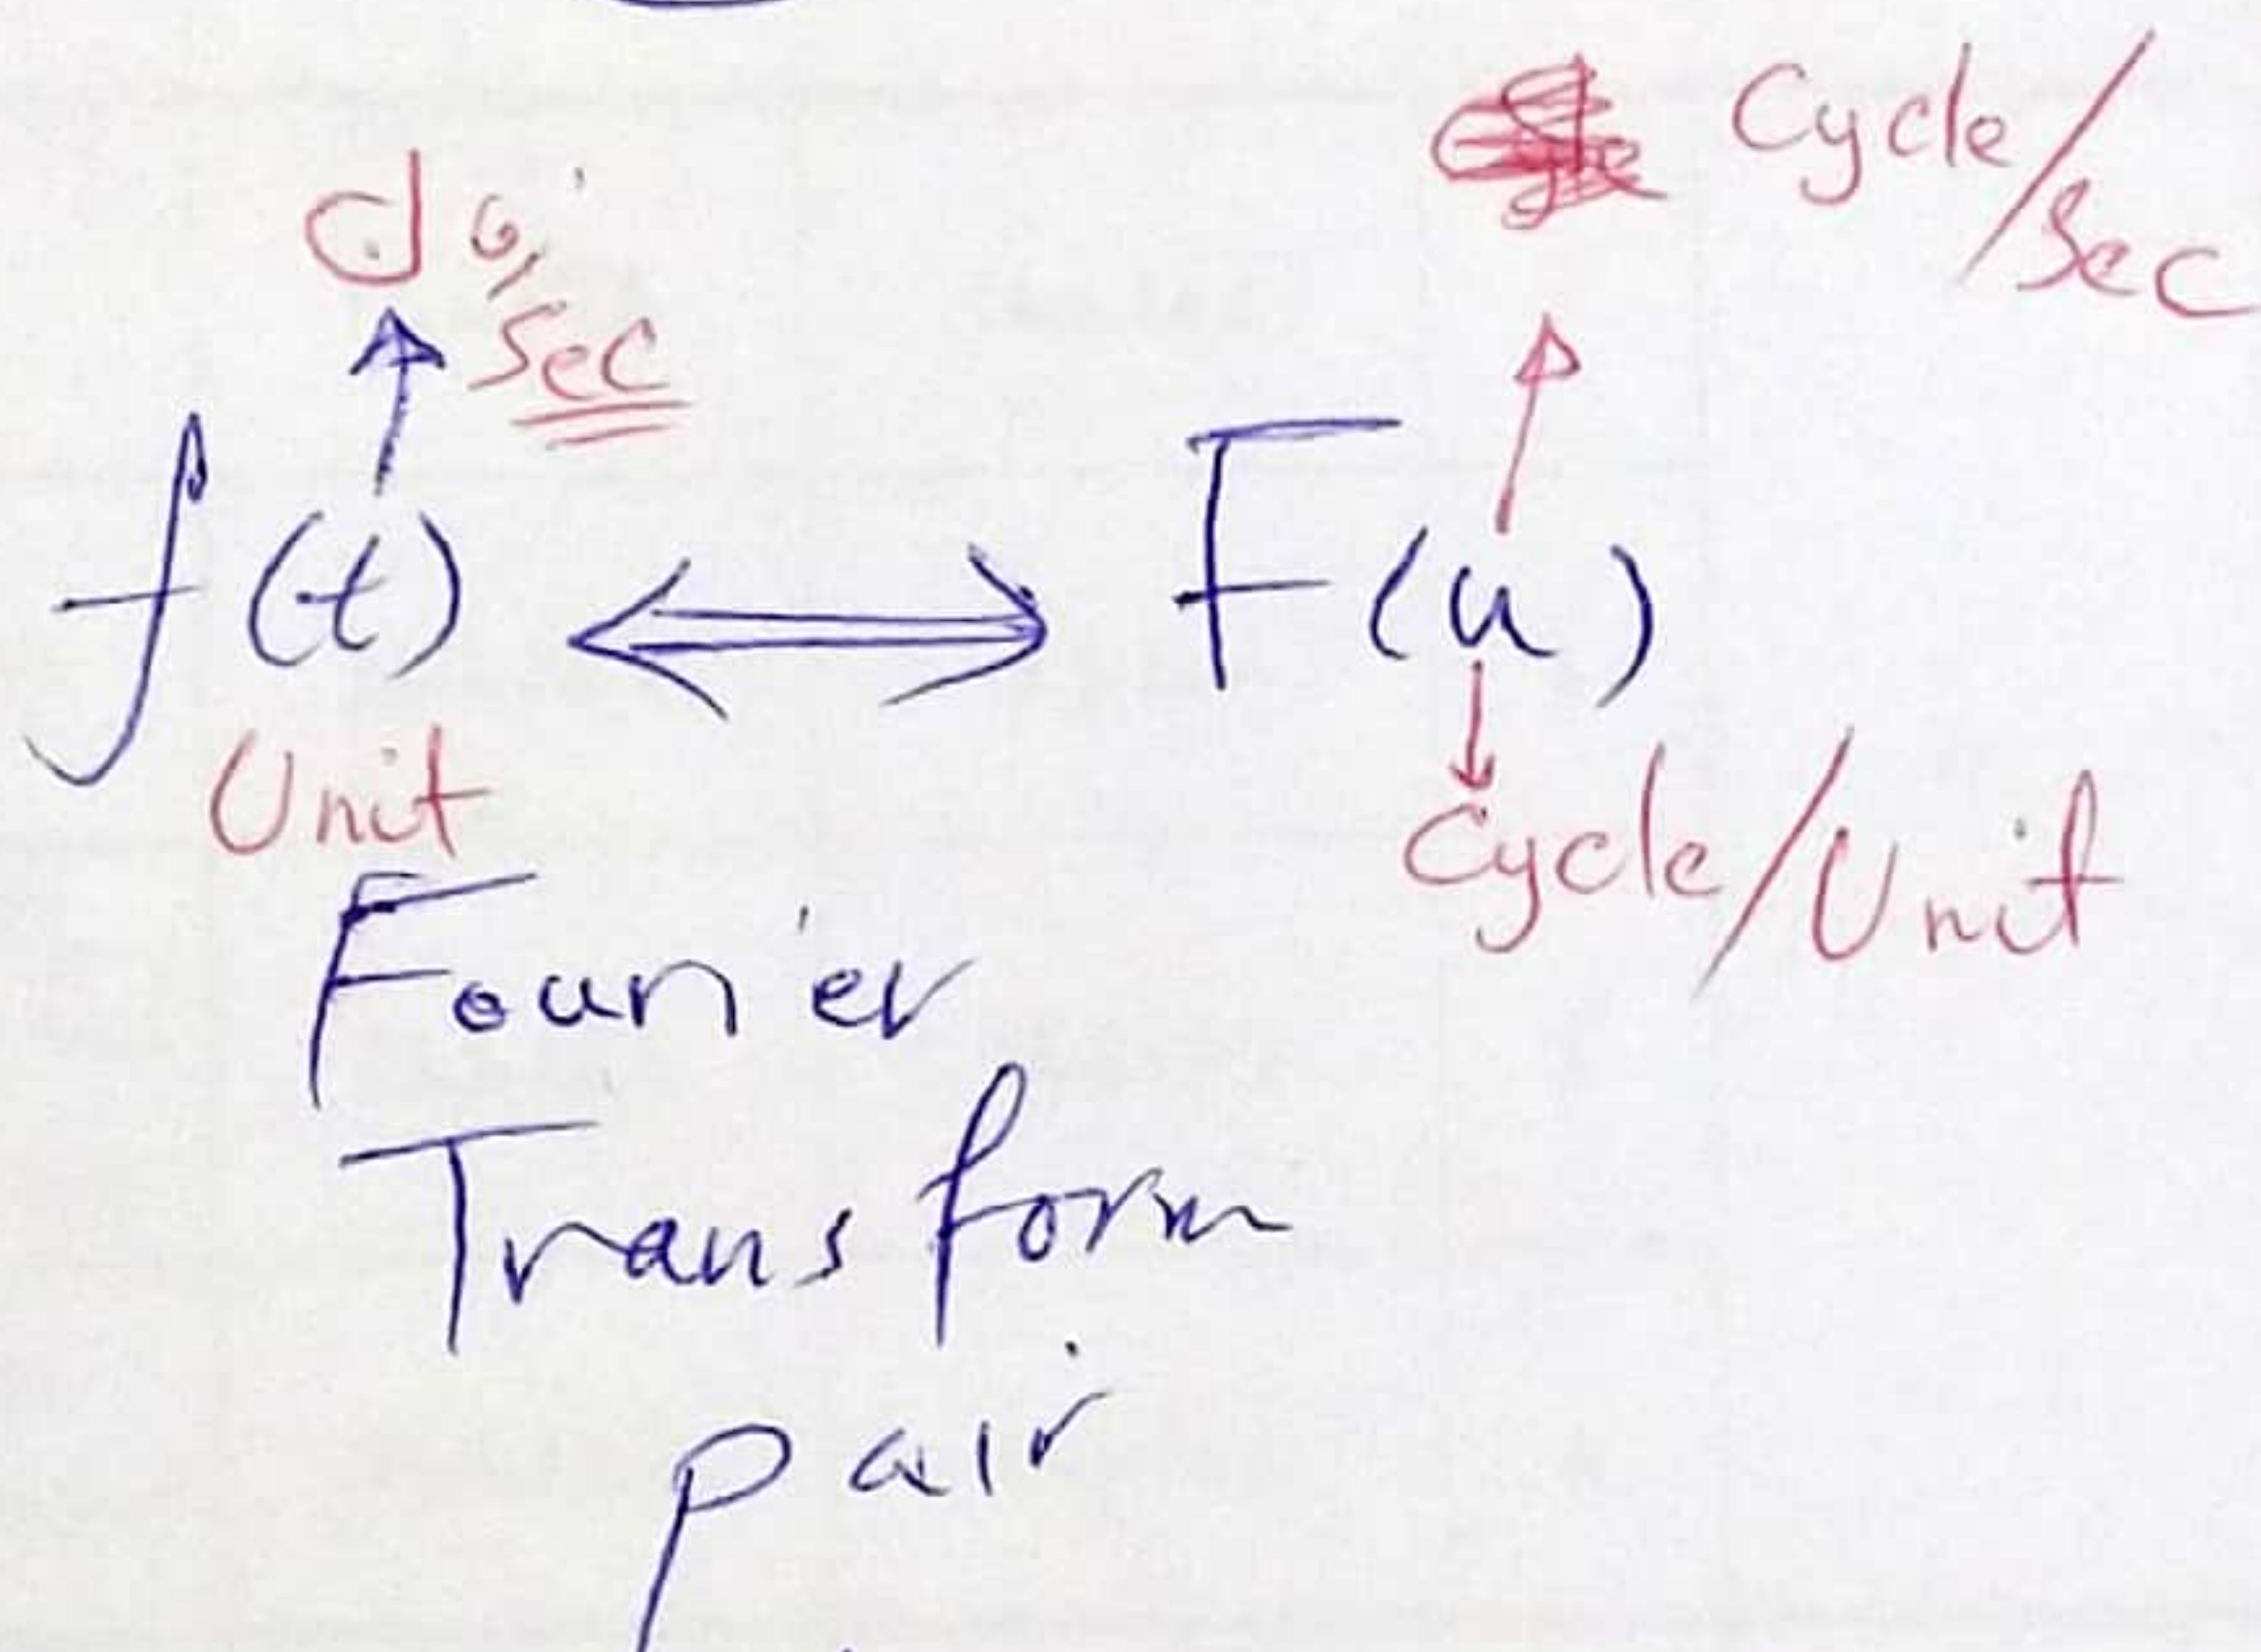 Cycle/
Sec
Sec
f(t) ⟺ F(u)
Unit Cycle/Unit
Fourier
Transform
pair